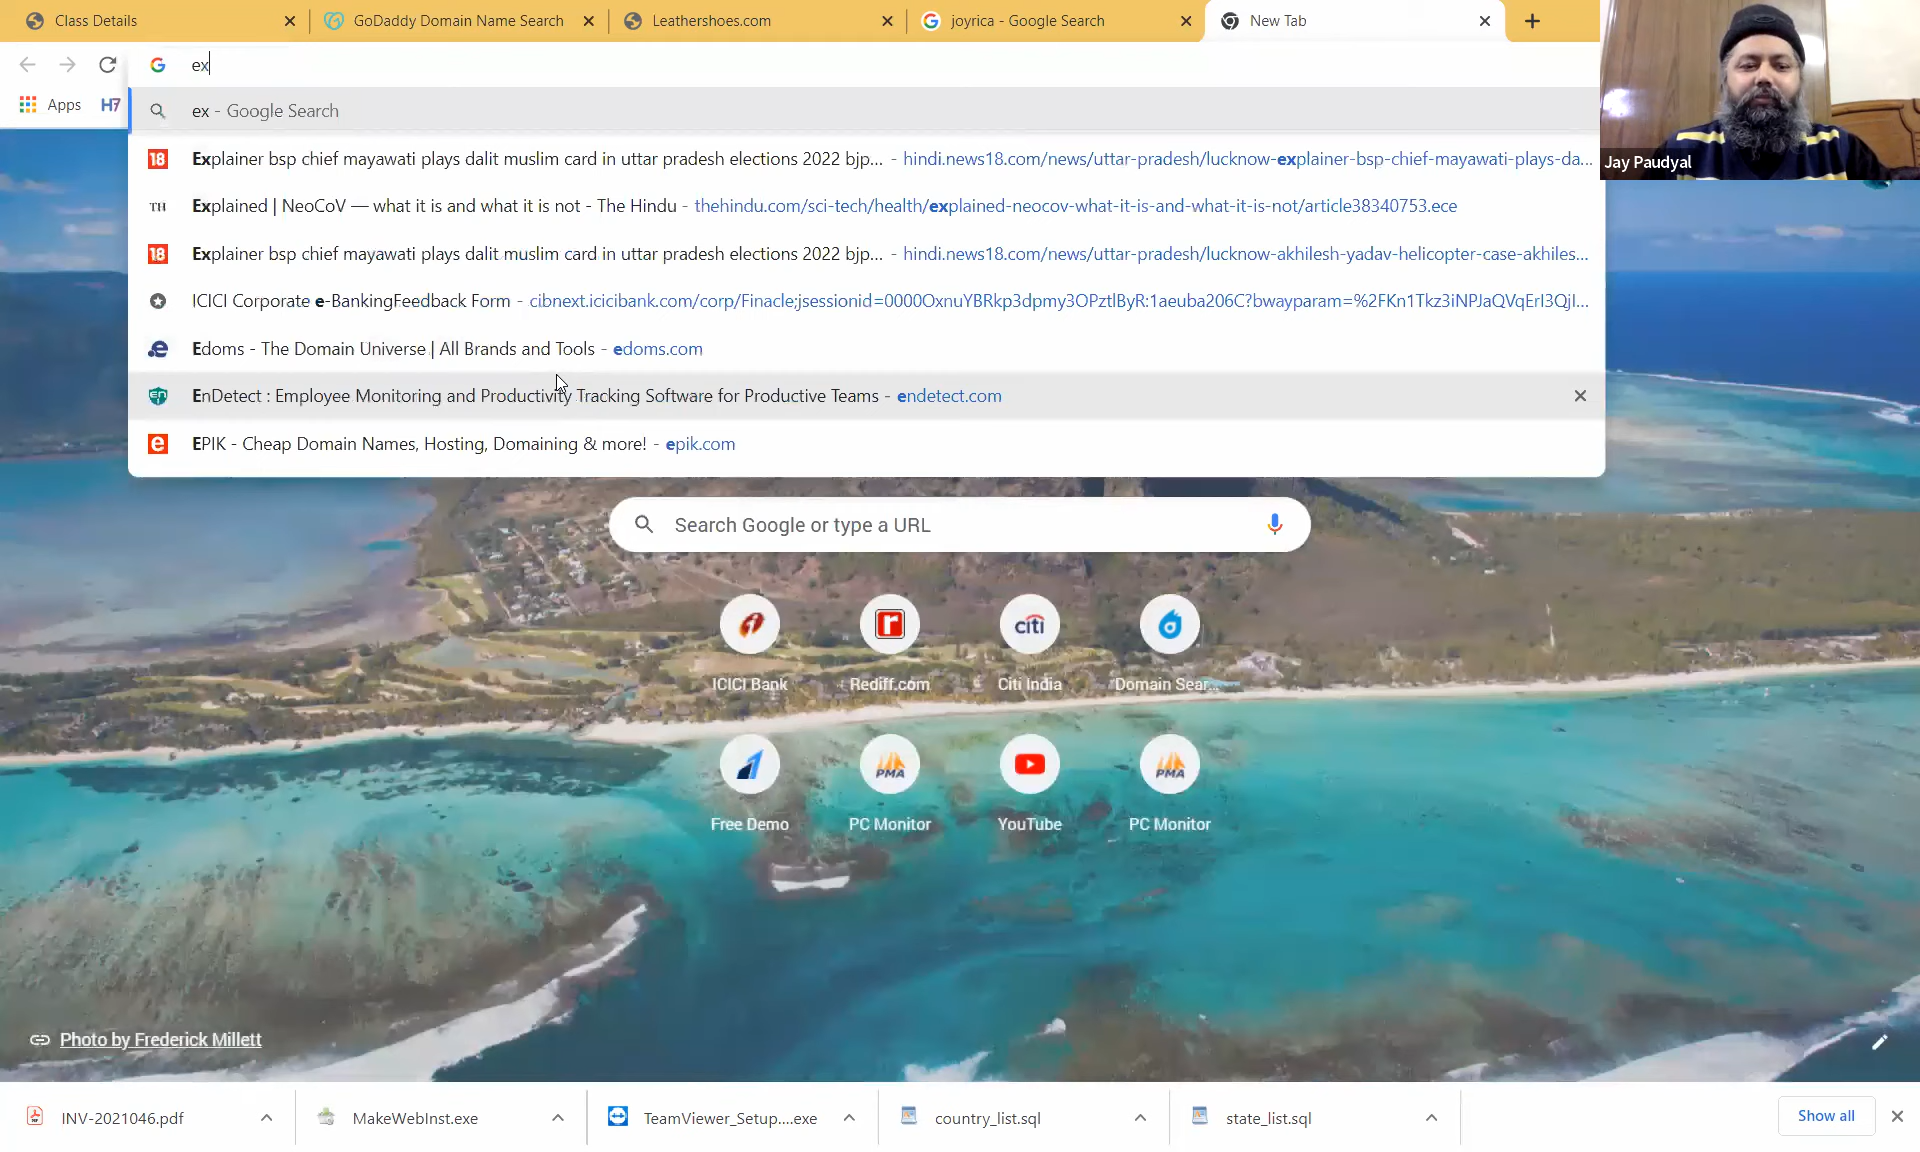 Class Details
GoDaddy Domain Name Search
Leathershoes.com
joyrica - Google Search
New Tab
ex
Apps
H7
ex - Google Search
18 Explainer bsp chief mayawati plays dalit muslim card in uttar pradesh elections 2022 bjp... - hindi.news18.com/news/uttar-pradesh/lucknow-explainer-bsp-chief-mayawati-plays-da...
Jay Paudyal
TH Explained | NeoCoV — what it is and what it is not - The Hindu - thehindu.com/sci-tech/health/explained-neocov-what-it-is-and-what-it-is-not/article38340753.ece
18 Explainer bsp chief mayawati plays dalit muslim card in uttar pradesh elections 2022 bjp... - hindi.news18.com/news/uttar-pradesh/lucknow-akhilesh-yadav-helicopter-case-akhiles...
ICICI Corporate e-BankingFeedback Form - cibnext.icicibank.com/corp/Finacle;jsessionid=0000OxnuYBRkp3dpmy3OPztlByR:1aeuba206C?bwayparam=%2FKn1Tkz3iNPJaQVqErI3QjI...
e Edoms - The Domain Universe | All Brands and Tools - edoms.com
en EnDetect : Employee Monitoring and Productivity Tracking Software for Productive Teams - endetect.com
e EPIK - Cheap Domain Names, Hosting, Domaining & more! - epik.com
Search Google or type a URL
r
citi
ICICI Bank
Rediff.com
Citi India
Domain Sear...
PMA
PMA
Free Demo
PC Monitor
YouTube
PC Monitor
Photo by Frederick Millett
INV-2021046.pdf
MakeWebInst.exe
TeamViewer_Setup....exe
country_list.sql
state_list.sql
Show all